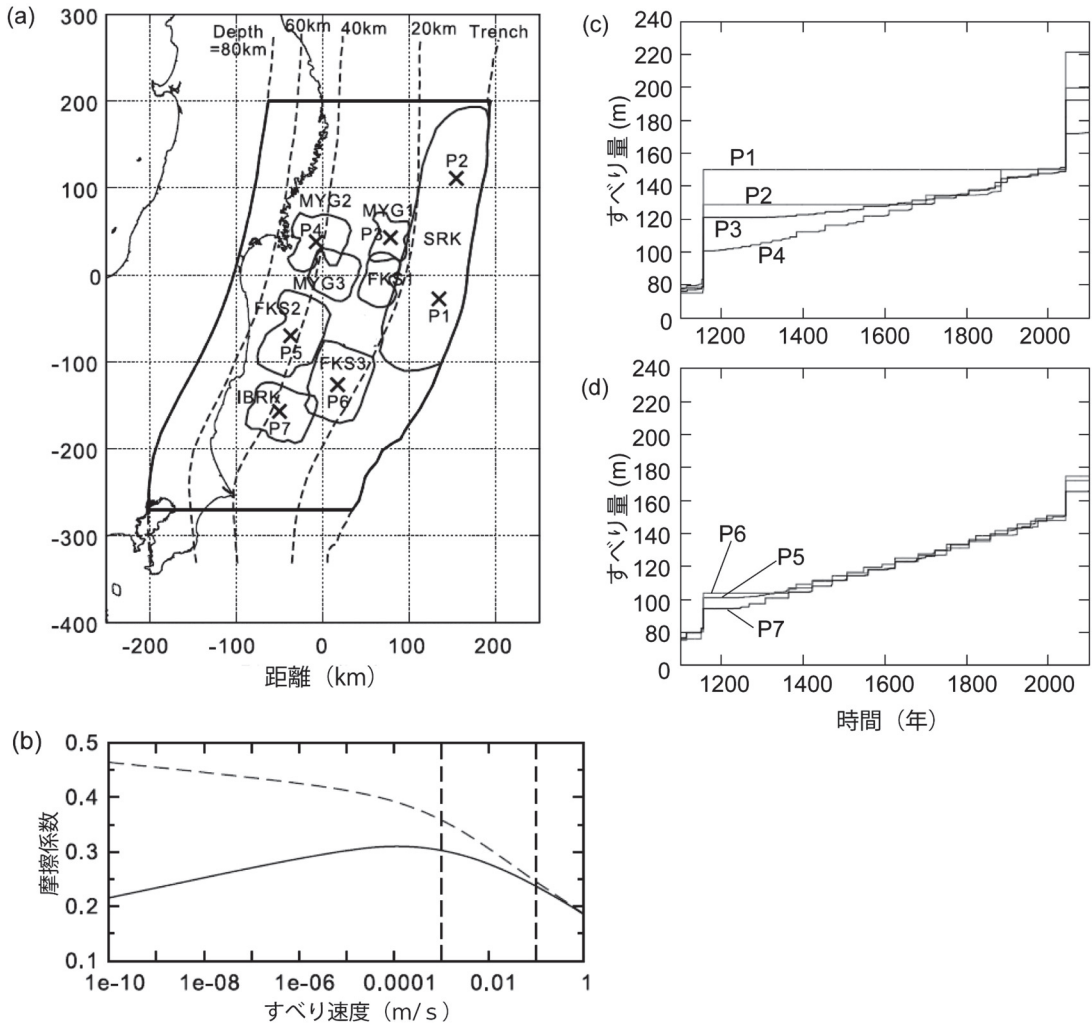 (a)
Depth
=80km
60km
40km
20km
Trench
300
200
100
0
-100
-200
-300
-400
P2
MYG2
MYG1
P4
P3
SRK
MYG3
FKS1
P1
FKS2
P5
FKS3
P6
IBRK
P7
-200
-100
0
100
200
距離（km）
(b)
摩擦係数
0.5
0.4
0.3
0.2
0.1
1e-10
1e-08
1e-06
0.0001
0.01
1
すべり速度（m/s）
(c)
すべり量 (m)
240
220
200
180
160
140
120
100
80
0
P1
P2
P3
P4
1200
1400
1600
1800
2000
(d)
すべり量 (m)
240
220
200
180
160
140
120
100
80
0
P6
P5
P7
1200
1400
1600
1800
2000
時間（年）